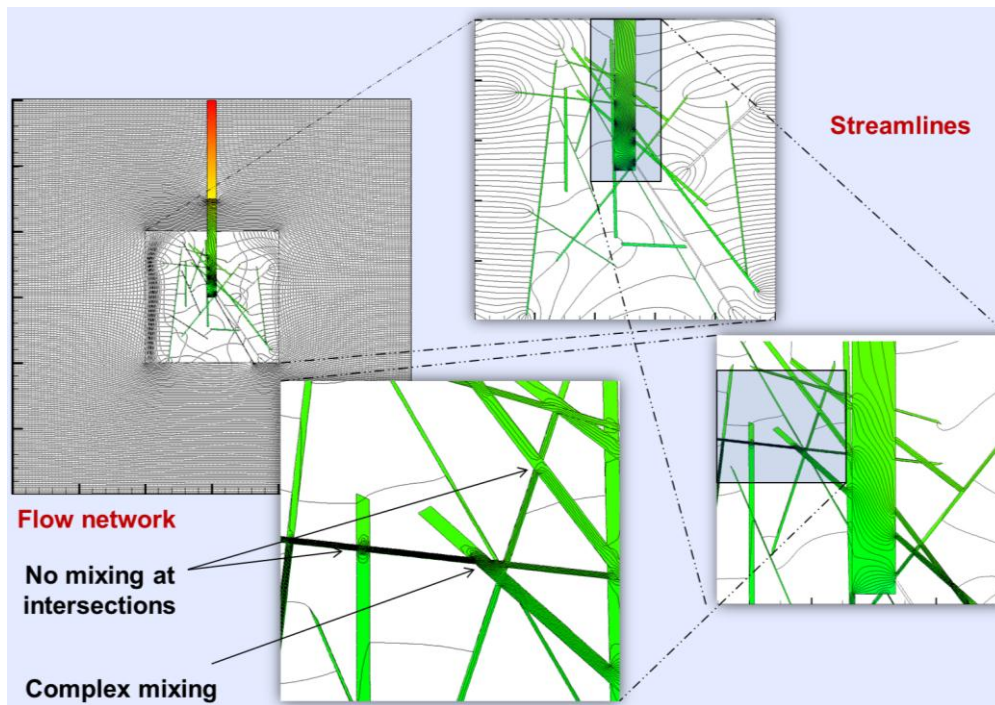 Streamlines
Flow network
No mixing at
intersections
Complex mixing